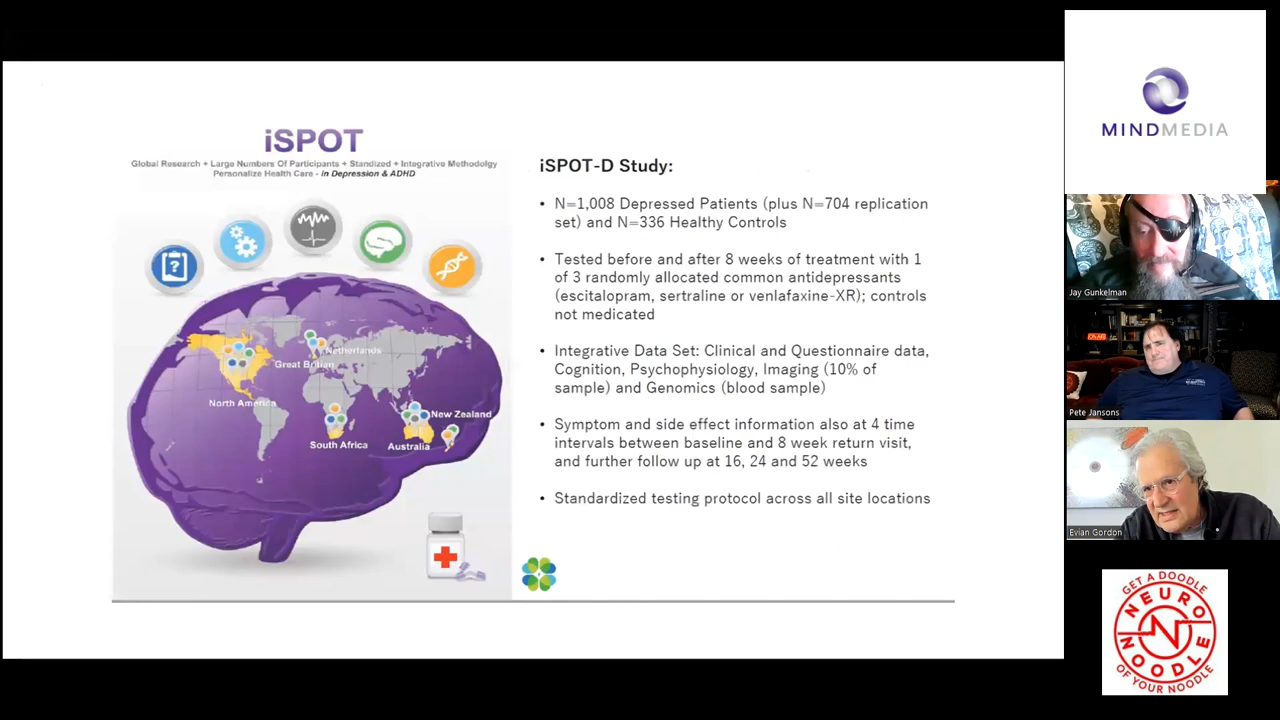 iSPOT
Global Research + Large Numbers Of Participants + Standized + Integrative Methodolgy
Personalize Health Care - in Depression & ADHD
?
Netherlands
Great Britian
North America
New Zealand
South Africa
Australia
iSPOT-D Study:
• N=1,008 Depressed Patients (plus N=704 replication
set) and N=336 Healthy Controls
• Tested before and after 8 weeks of treatment with 1
of 3 randomly allocated common antidepressants
(escitalopram, sertraline or venlafaxine-XR); controls
not medicated
• Integrative Data Set: Clinical and Questionnaire data,
Cognition, Psychophysiology, Imaging (10% of
sample) and Genomics (blood sample)
• Symptom and side effect information also at 4 time
intervals between baseline and 8 week return visit,
and further follow up at 16, 24 and 52 weeks
• Standardized testing protocol across all site locations
MINDMEDIA
Jay Gunkelman
Pete Jansons
Evian Gordon
GET A DOODLE
NEURO
N
NOODLE
OF YOUR NOODLE